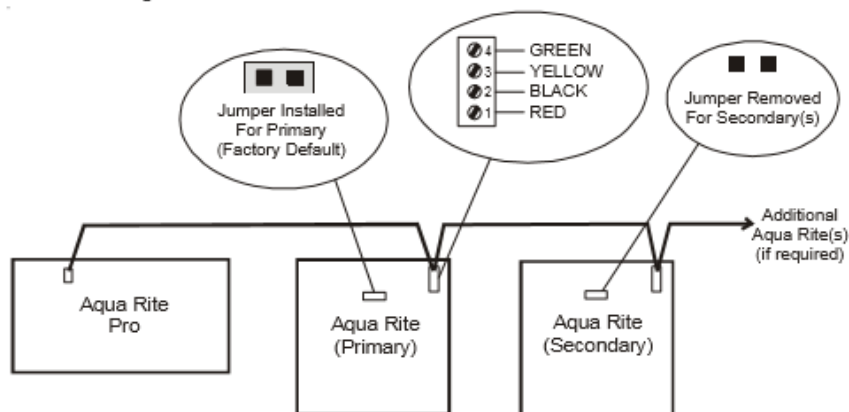 Jumper Installed
For Primary
(Factory Default)
4 GREEN
3 YELLOW
2 BLACK
1 RED
Jumper Removed
For Secondary(s)
Additional
Aqua Rite(s)
(if required)
Aqua Rite
Pro
Aqua Rite
(Primary)
Aqua Rite
(Secondary)